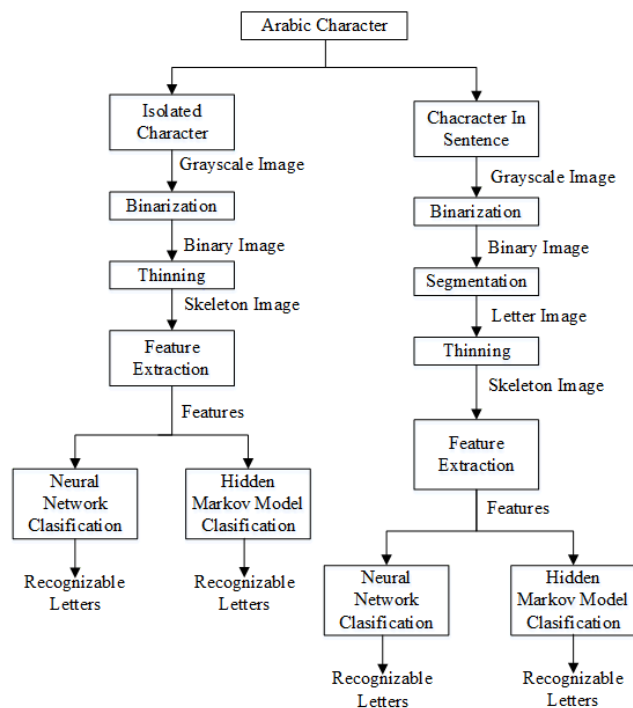 Arabic Character
Isolated
Character
Grayscale Image
Binarization
Binary Image
Thinning
Skeleton Image
Feature
Extraction
Features
Neural
Network
Clasification
Hidden
Markov Model
Clasification
Recognizable
Letters
Recognizable
Letters
Chacracter In
Sentence
Grayscale Image
Binarization
Binary Image
Segmentation
Letter Image
Thinning
Skeleton Image
Feature
Extraction
Features
Neural
Network
Clasification
Hidden
Markov Model
Clasification
Recognizable
Letters
Recognizable
Letters